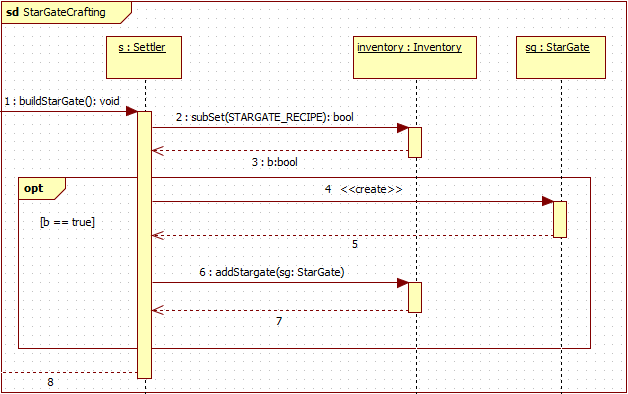 sd StarGateCrafting
s : Settler
inventory : Inventory
sg : StarGate
1 : buildStarGate(): void
2 : subSet(STARGATE_RECIPE): bool
3 : b:bool
opt
4 <<create>>
[b == true]
5
6 : addStargate(sg: StarGate)
7
8